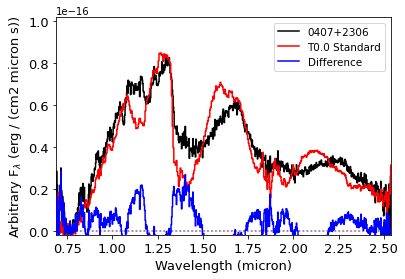 1e−16
0407+2306
T0.0 Standard
Difference
1.0
0.8
0.6
0.4
0.2
0.0
Arbitrary Fλ (erg / (cm2 micron s))
0.75 1.00 1.25 1.50 1.75 2.00 2.25 2.50
Wavelength (micron)